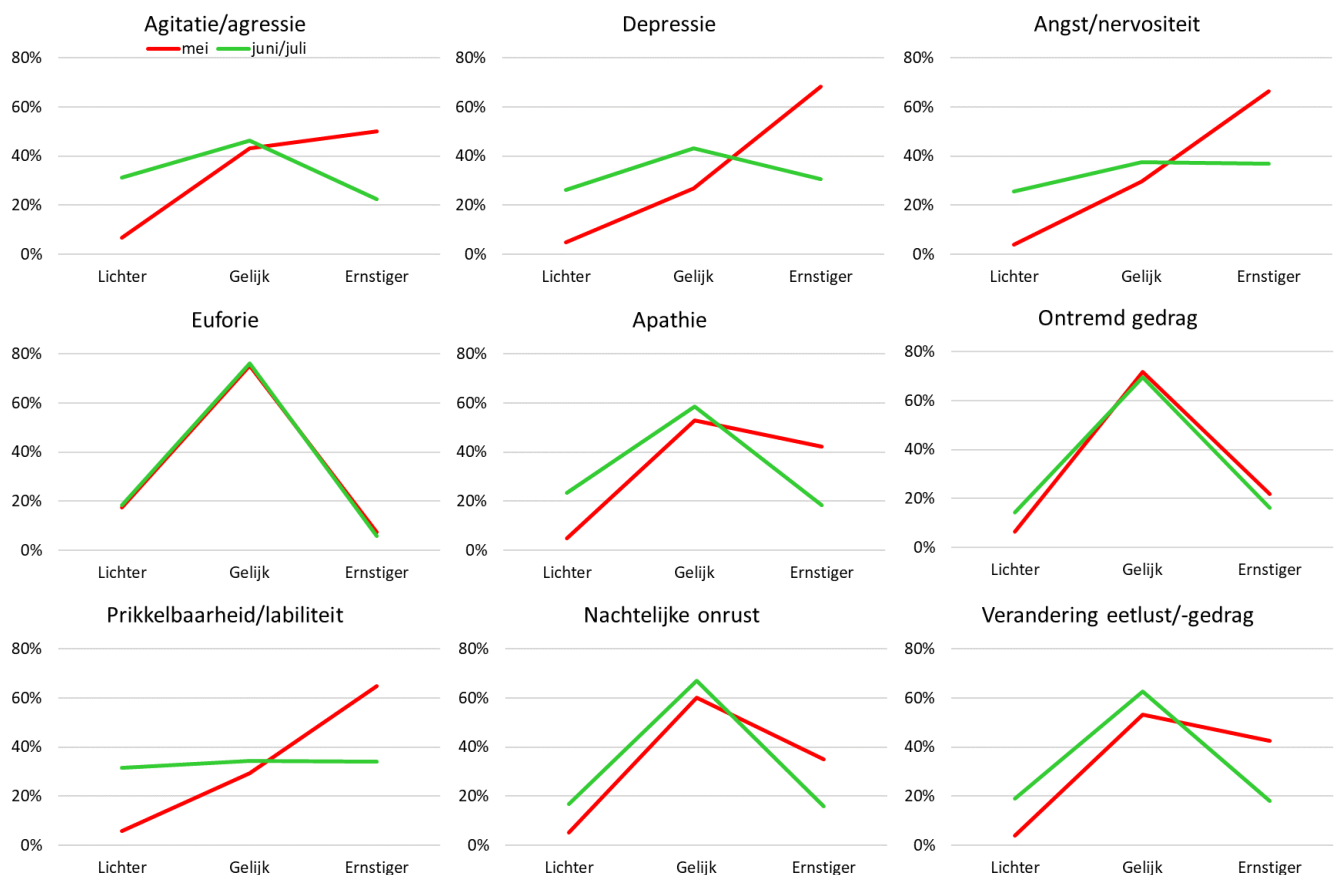 Agitatie/agressie
mei juni/juli
80%
60%
40%
20%
0%
Lichter Gelijk Ernstiger
Depressie
80%
60%
40%
20%
0%
Lichter Gelijk Ernstiger
Angst/nervositeit
80%
60%
40%
20%
0%
Lichter Gelijk Ernstiger
Euforie
80%
60%
40%
20%
0%
Lichter Gelijk Ernstiger
Apathie
80%
60%
40%
20%
0%
Lichter Gelijk Ernstiger
Ontremd gedrag
80%
60%
40%
20%
0%
Lichter Gelijk Ernstiger
Prikkelbaarheid/labiliteit
80%
60%
40%
20%
0%
Lichter Gelijk Ernstiger
Nachtelijke onrust
80%
60%
40%
20%
0%
Lichter Gelijk Ernstiger
Verandering eetlust/-gedrag
80%
60%
40%
20%
0%
Lichter Gelijk Ernstiger